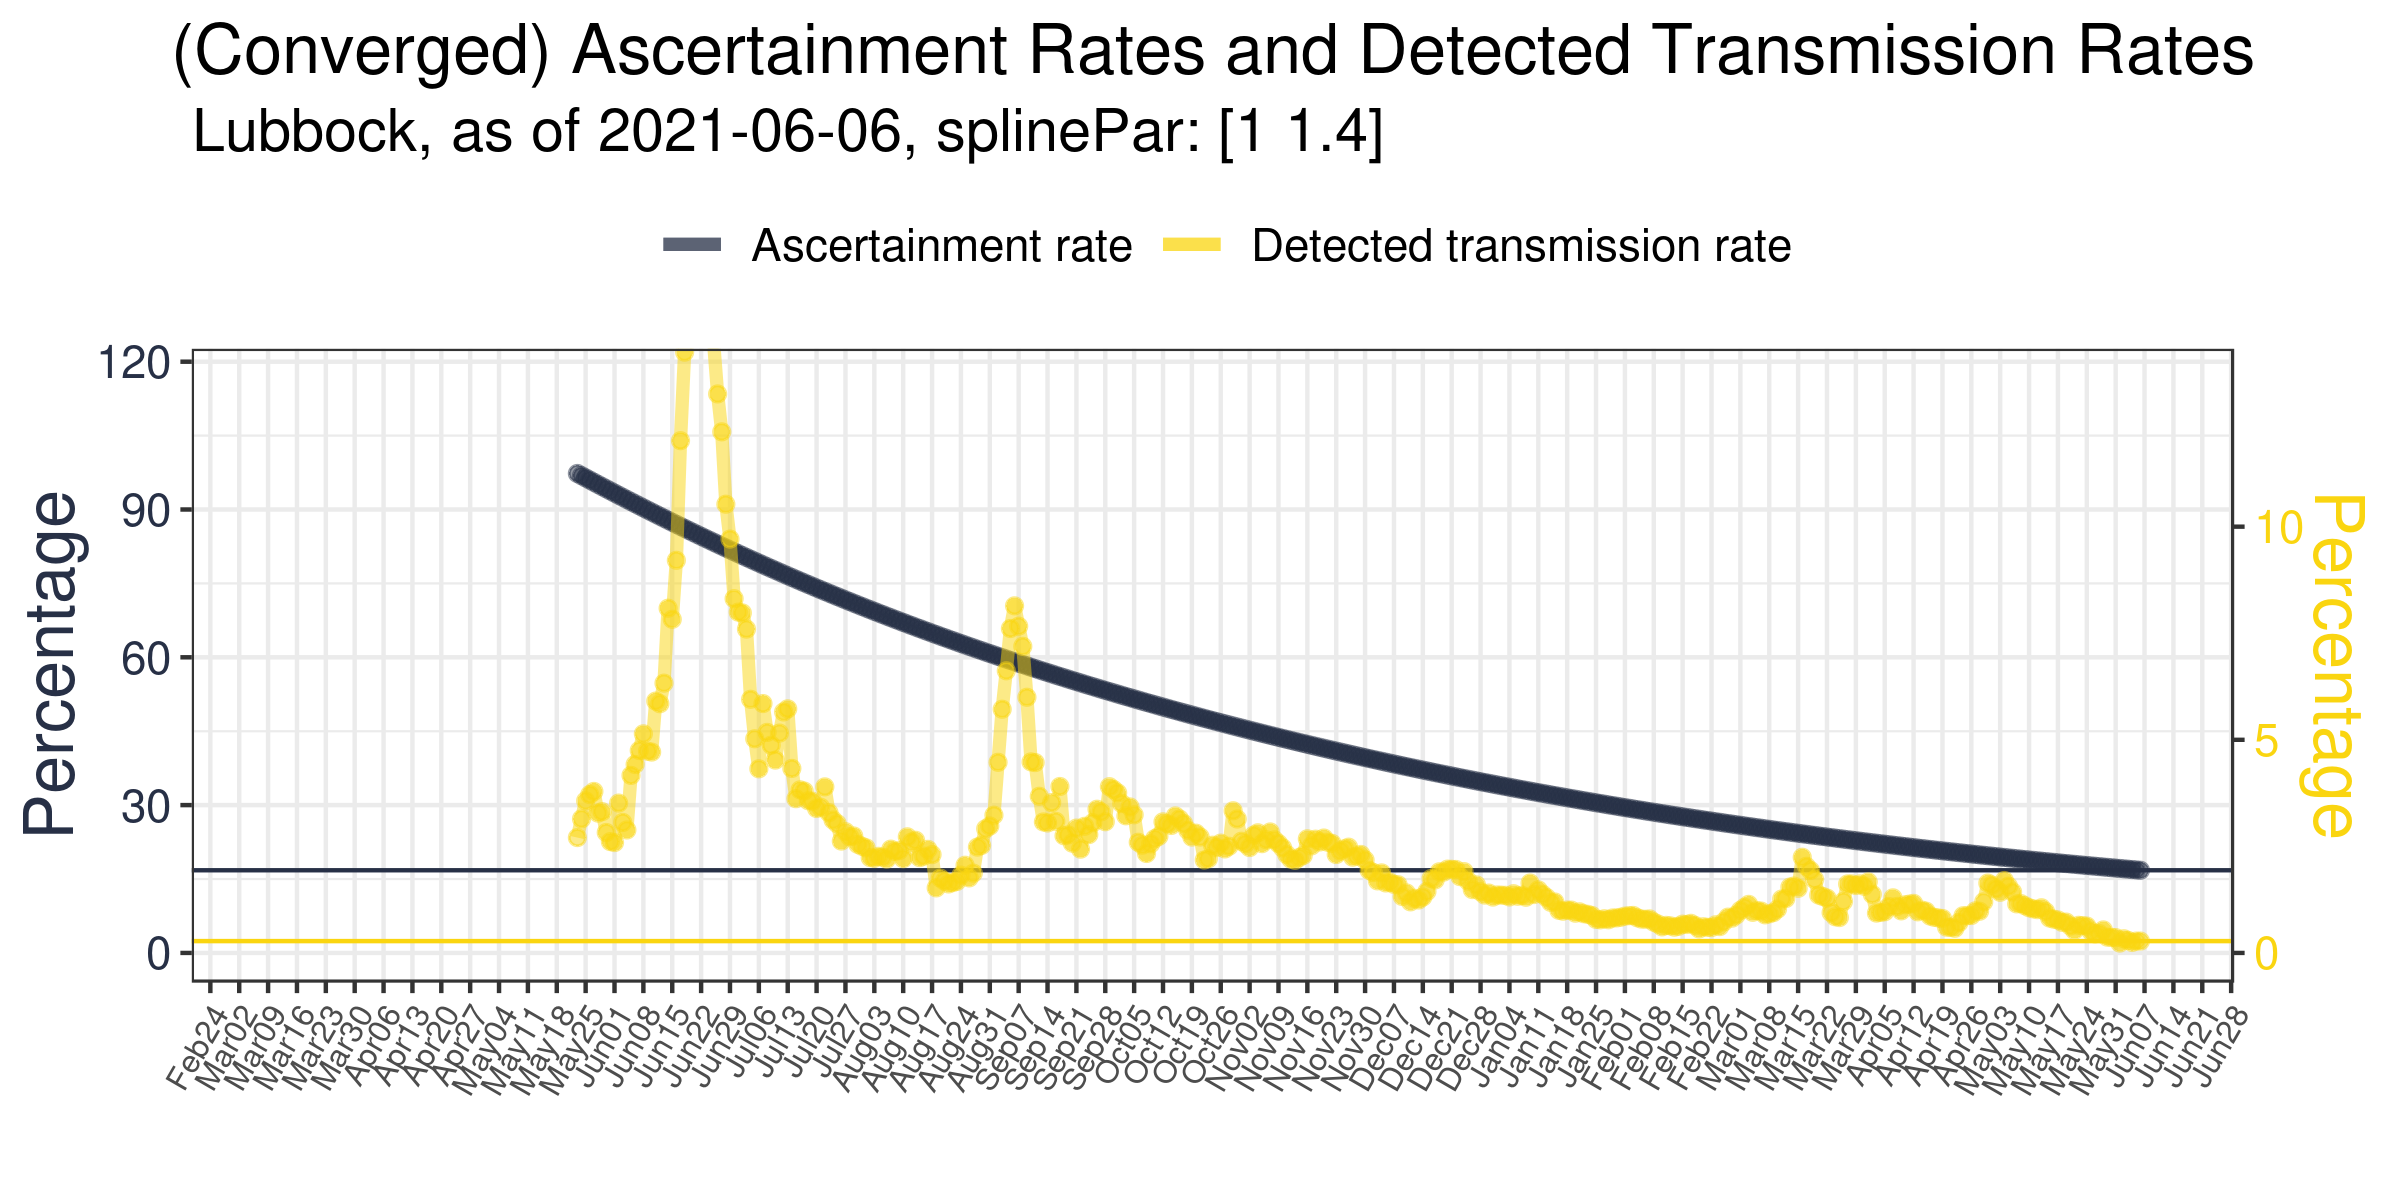 (Converged) Ascertainment Rates and Detected Transmission Rates
Lubbock, as of 2021-06-06, splinePar: [1 1.4]
Ascertainment rate
Detected transmission rate
Percentage
120
90
60
30
0
10
5
0
Percentage
Feb24
Mar02
Mar09
Mar16
Mar23
Mar30
Apr06
Apr13
Apr20
Apr27
May04
May11
May18
May25
Jun01
Jun08
Jun15
Jun22
Jun29
Jul06
Jul13
Jul20
Jul27
Aug03
Aug10
Aug17
Aug24
Aug31
Sep07
Sep14
Sep21
Sep28
Oct05
Oct12
Oct19
Oct26
Nov02
Nov09
Nov16
Nov23
Nov30
Dec07
Dec14
Dec21
Dec28
Jan04
Jan11
Jan18
Jan25
Feb01
Feb08
Feb15
Feb22
Mar01
Mar08
Mar15
Mar22
Mar29
Apr05
Apr12
Apr19
Apr26
May03
May10
May17
May24
May31
Jun07
Jun14
Jun21
Jun28